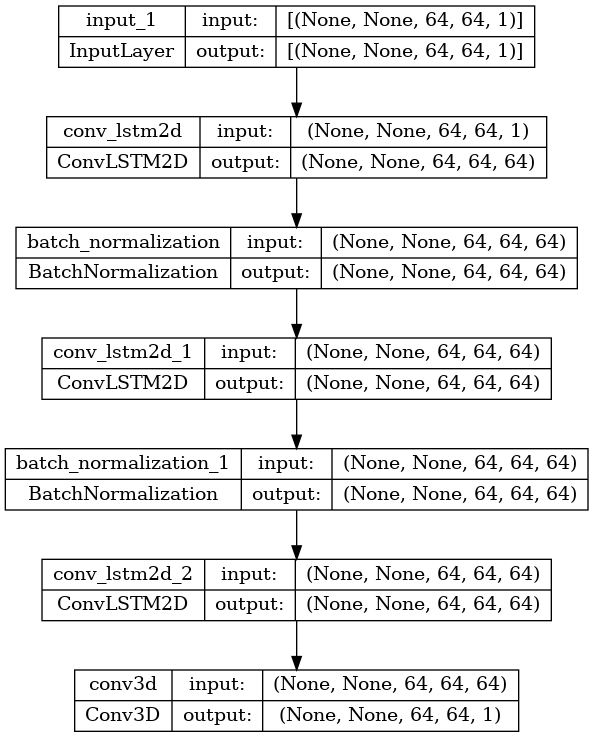 input_1 input: [(None, None, 64, 64, 1)]
InputLayer output: [(None, None, 64, 64, 1)]
conv_lstm2d input: (None, None, 64, 64, 1)
ConvLSTM2D output: (None, None, 64, 64, 64)
batch_normalization input: (None, None, 64, 64, 64)
BatchNormalization output: (None, None, 64, 64, 64)
conv_lstm2d_1 input: (None, None, 64, 64, 64)
ConvLSTM2D output: (None, None, 64, 64, 64)
batch_normalization_1 input: (None, None, 64, 64, 64)
BatchNormalization output: (None, None, 64, 64, 64)
conv_lstm2d_2 input: (None, None, 64, 64, 64)
ConvLSTM2D output: (None, None, 64, 64, 64)
conv3d input: (None, None, 64, 64, 64)
Conv3D output: (None, None, 64, 64, 1)